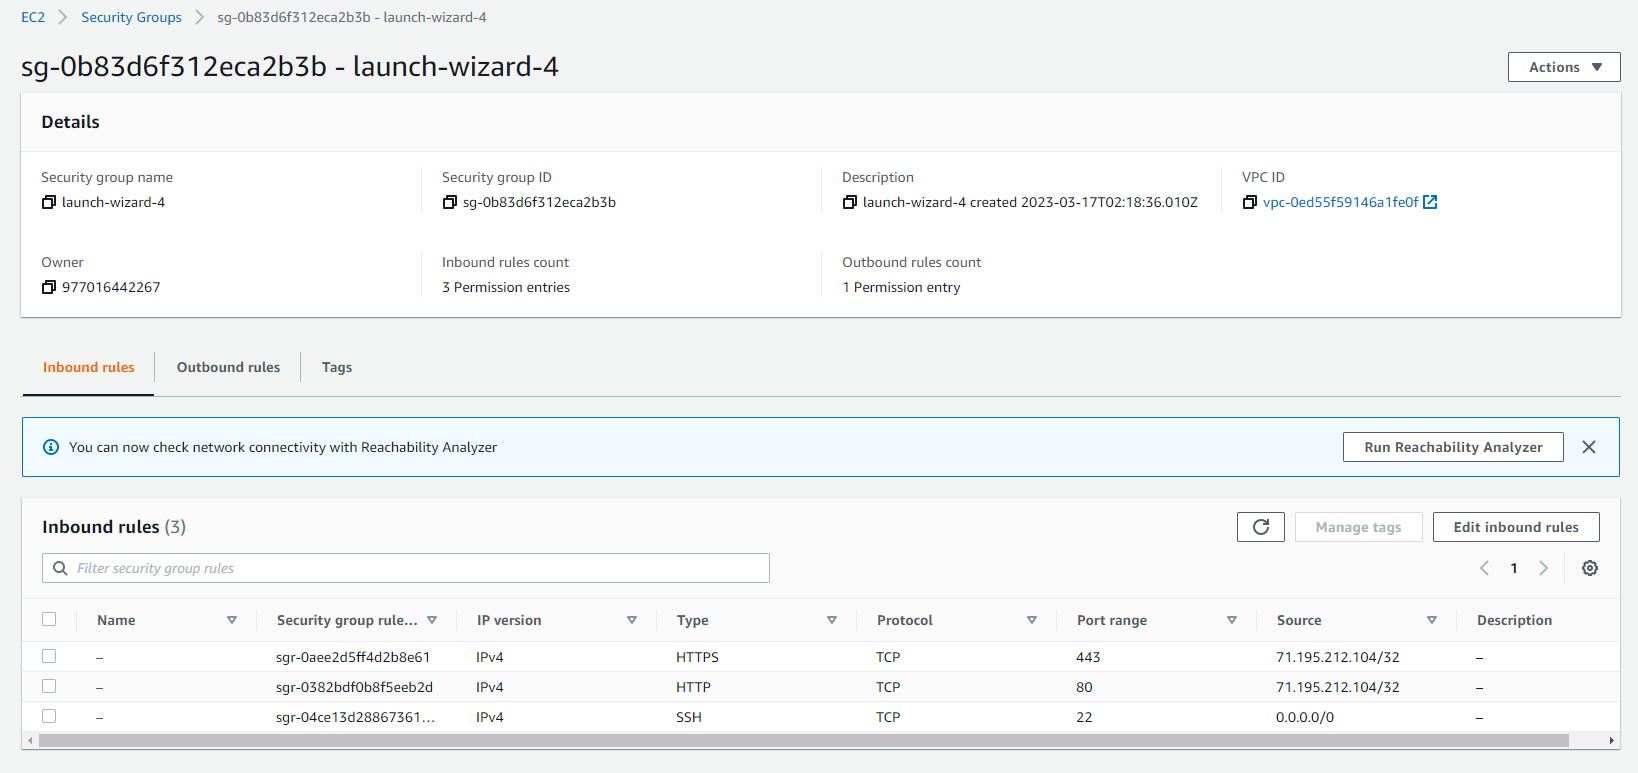 EC2 > Security Groups > sg-0b83d6f312eca2b3b - launch-wizard-4
sg-0b83d6f312eca2b3b - launch-wizard-4
Actions
Details
Security group name Security group ID Description VPC ID
launch-wizard-4 sg-0b83d6f312eca2b3b launch-wizard-4 created 2023-03-17T02:18:36.010Z vpc-0ed55f59146a1fe0f
Owner Inbound rules count Outbound rules count
977016442267 3 Permission entries 1 Permission entry
Inbound rules Outbound rules Tags
You can now check network connectivity with Reachability Analyzer Run Reachability Analyzer
Inbound rules (3) Manage tags Edit inbound rules
Filter security group rules 1
Name Security group rule... IP version Type Protocol Port range Source Description
– sgr-0aee2d5ff4d2b8e61 IPv4 HTTPS TCP 443 71.195.212.104/32 –
– sgr-0382bdf0b8f5eeb2d IPv4 HTTP TCP 80 71.195.212.104/32 –
– sgr-04ce13d28867361... IPv4 SSH TCP 22 0.0.0.0/0 –